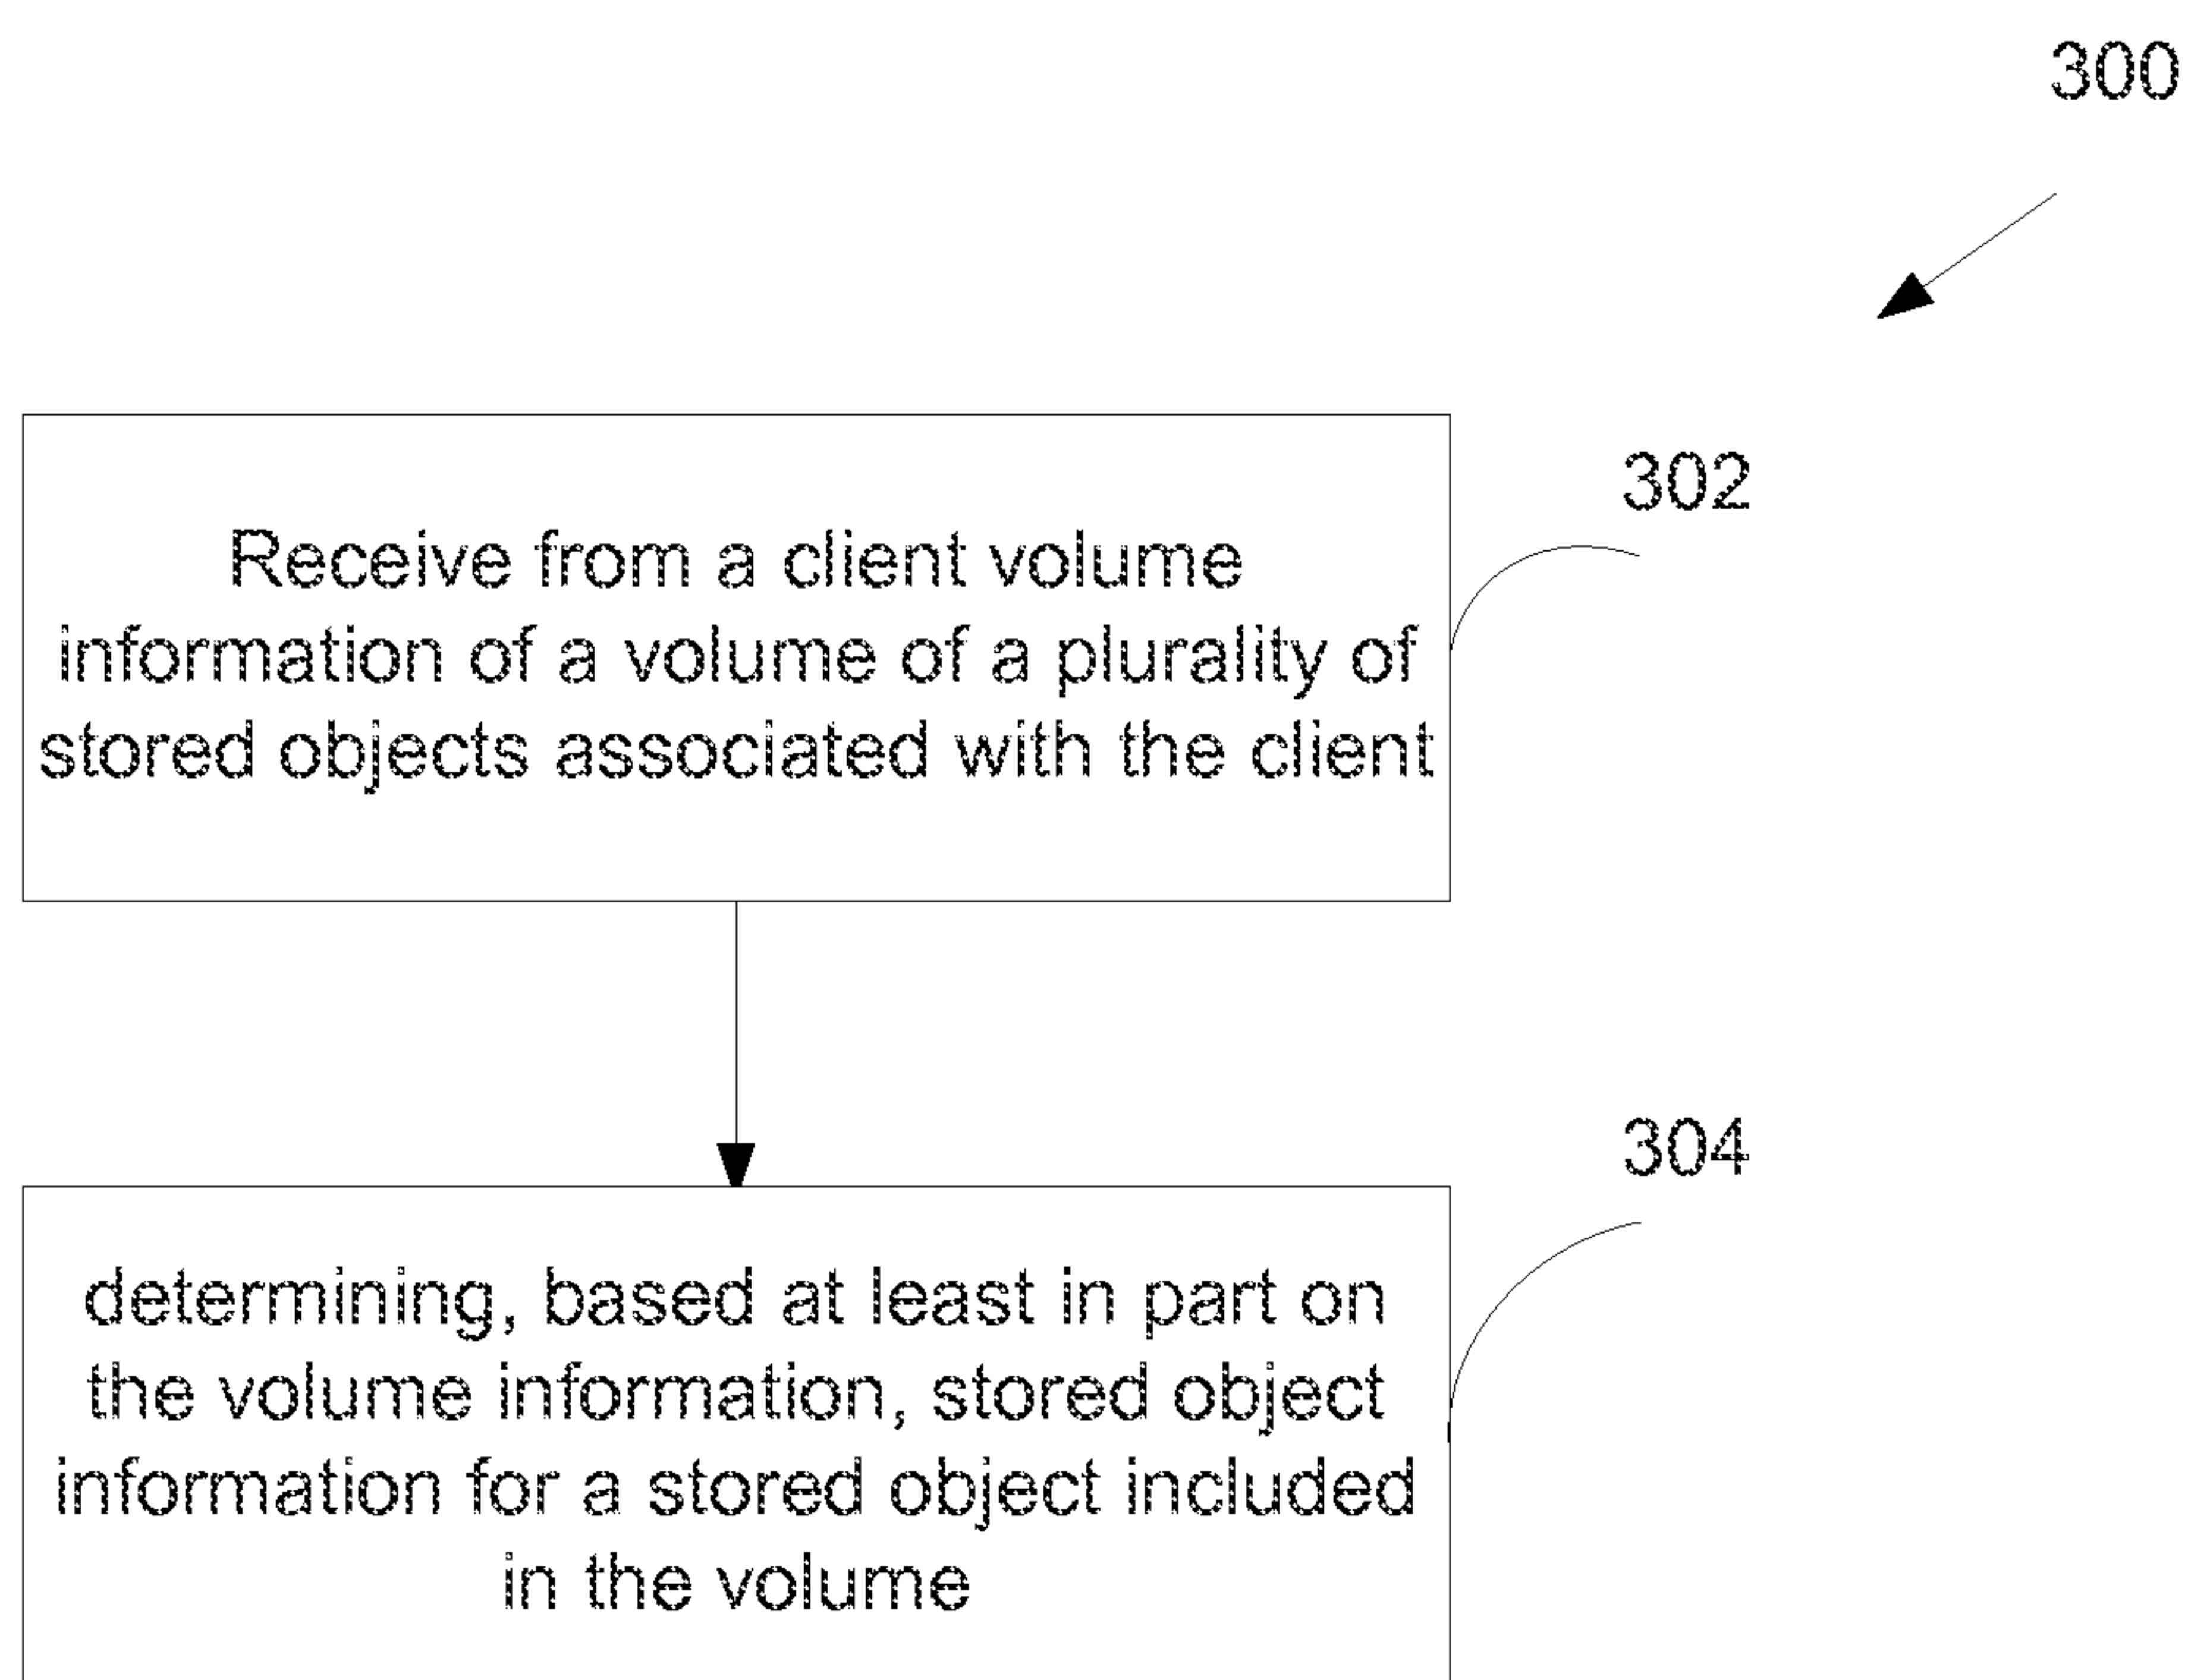 300
302
Receive from a client volume
information of a volume of a plurality of
stored objects associated with the client
304
determining, based at least in part on
the volume information, stored object
information for a stored object included
in the volume